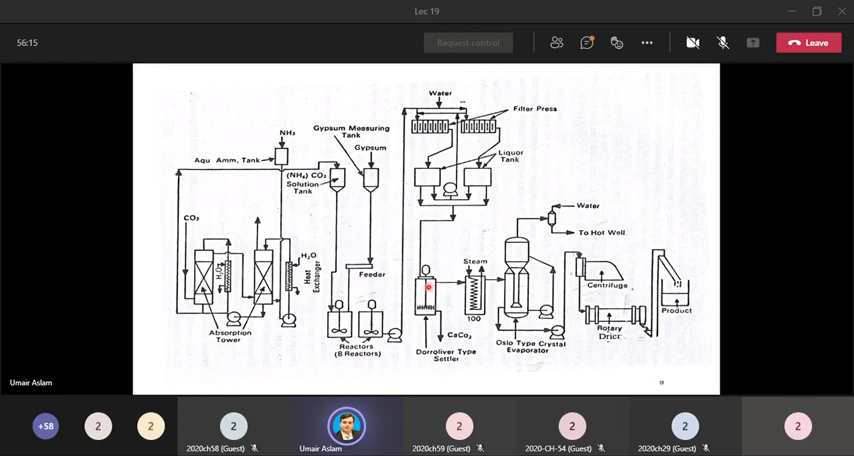 Lec 19
56:15
Request control
Leave
Water
Filter Press
Gypsum Measuring
Tank
NH₃
Gypsum
Aqu Amm, Tank
(NH₄) CO₃
Solution
Tank
Liquor
Tank
CO₂
Water
To Hot Well
H₂O
H₂O
Heat
Exchanger
Feeder
Steam
100
Centrifuge
Absorption
Tower
Reactors
(8 Reactors)
CaCo₃
Dorroliver Type
Settler
Oslo Type Crystal
Evaporator
Rotary
Drier
Product
19
Umair Aslam
+58
2
2
2
2
2
2
2
2020ch58 (Guest)
Umair Aslam
2020ch59 (Guest)
2020-CH-54 (Guest)
2020ch29 (Guest)